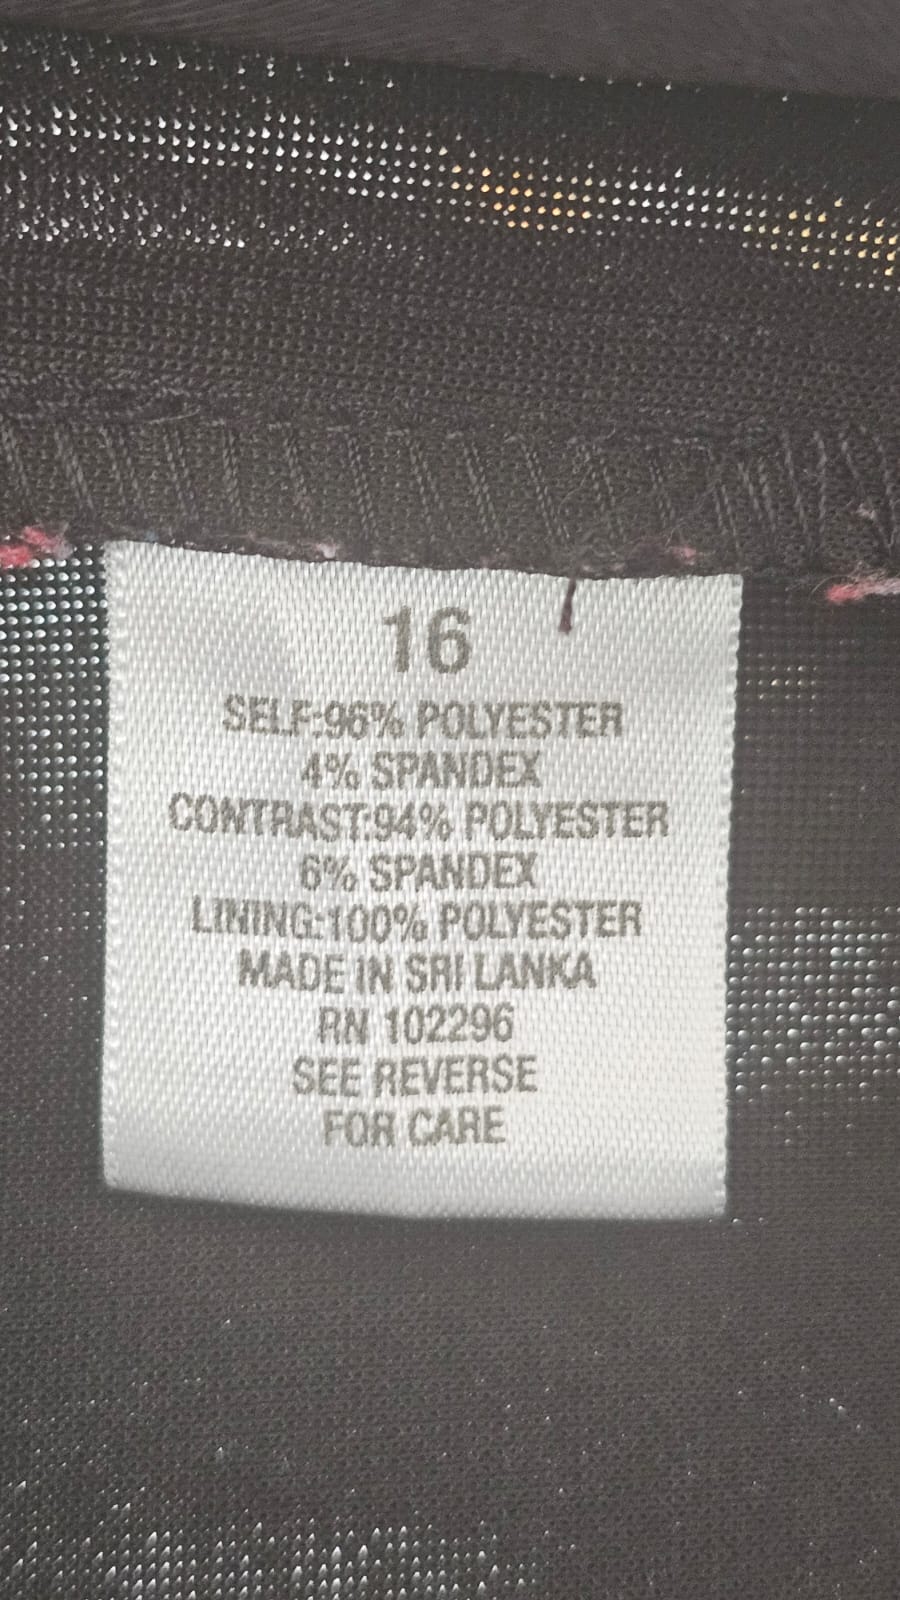 16
SELF:96% POLYESTER
4% SPANDEX
CONTRAST:94% POLYESTER
6% SPANDEX
LINING:100% POLYESTER
MADE IN SRI LANKA
RN 102296
SEE REVERSE
FOR CARE